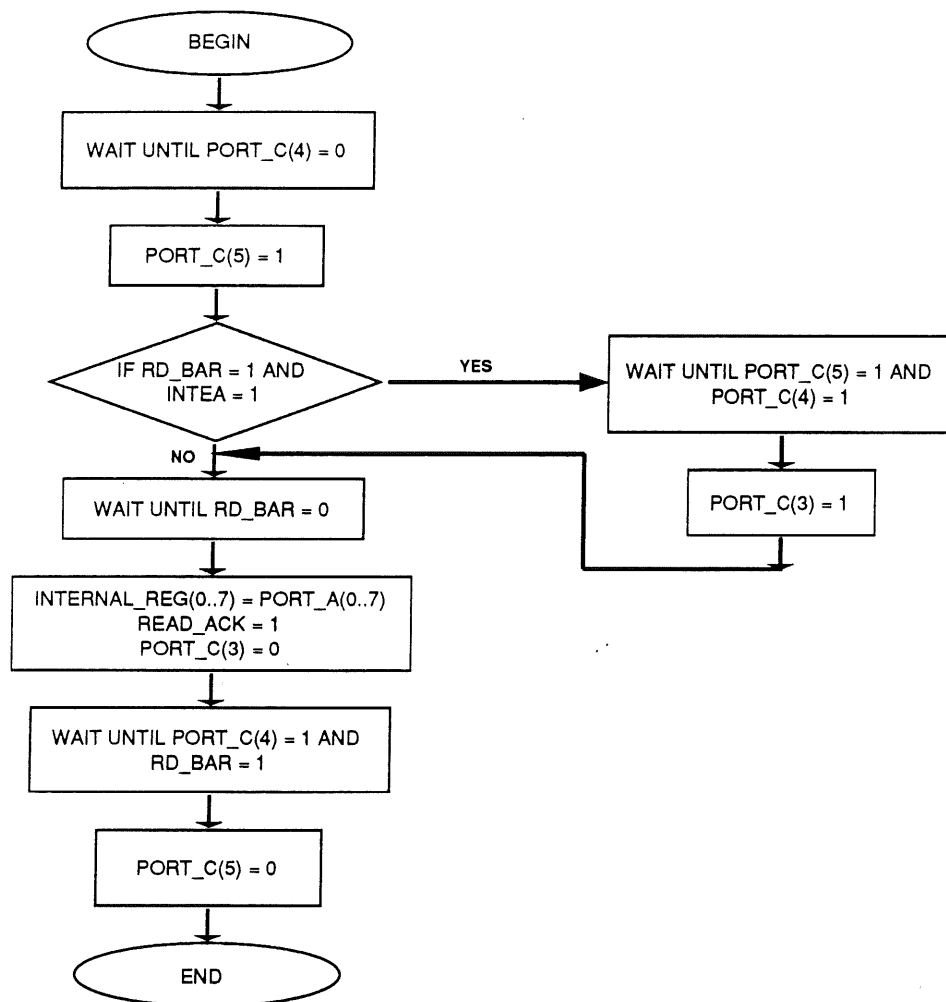 BEGIN
WAIT UNTIL PORT_C(4) = 0
PORT_C(5) = 1
IF RD_BAR = 1 AND
INTEA = 1
YES
WAIT UNTIL PORT_C(5) = 1 AND
PORT_C(4) = 1
NO
PORT_C(3) = 1
WAIT UNTIL RD_BAR = 0
INTERNAL_REG(0..7) = PORT_A(0..7)
READ_ACK = 1
PORT_C(3) = 0
WAIT UNTIL PORT_C(4) = 1 AND
RD_BAR = 1
PORT_C(5) = 0
END